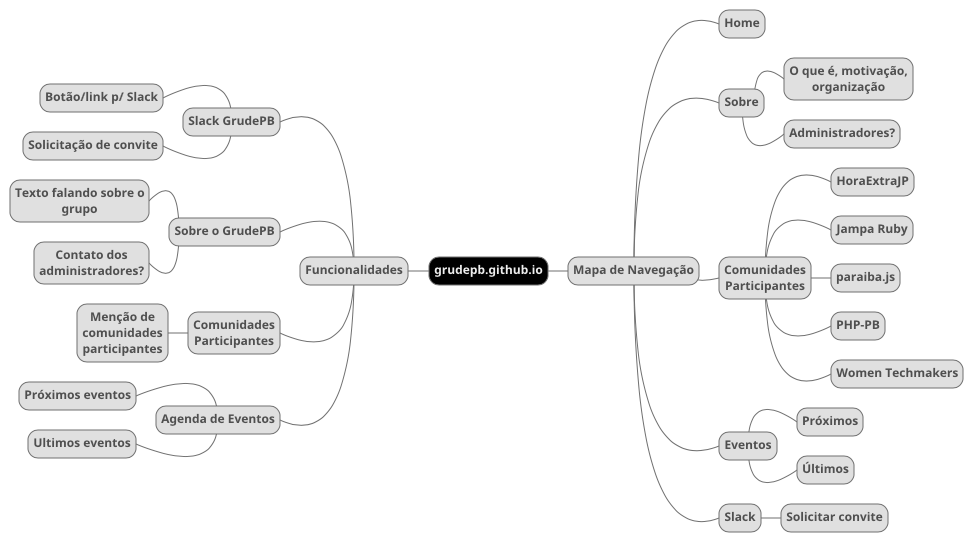 grudepb.github.io
Funcionalidades
Slack GrudePB
Botão/link p/ Slack
Solicitação de convite
Sobre o GrudePB
Texto falando sobre o
grupo
Contato dos
administradores?
Comunidades
Participantes
Menção de
comunidades
participantes
Agenda de Eventos
Próximos eventos
Ultimos eventos
Mapa de Navegação
Home
Sobre
O que é, motivação,
organização
Administradores?
Comunidades
Participantes
HoraExtraJP
Jampa Ruby
paraiba.js
PHP-PB
Women Techmakers
Eventos
Próximos
Últimos
Slack
Solicitar convite